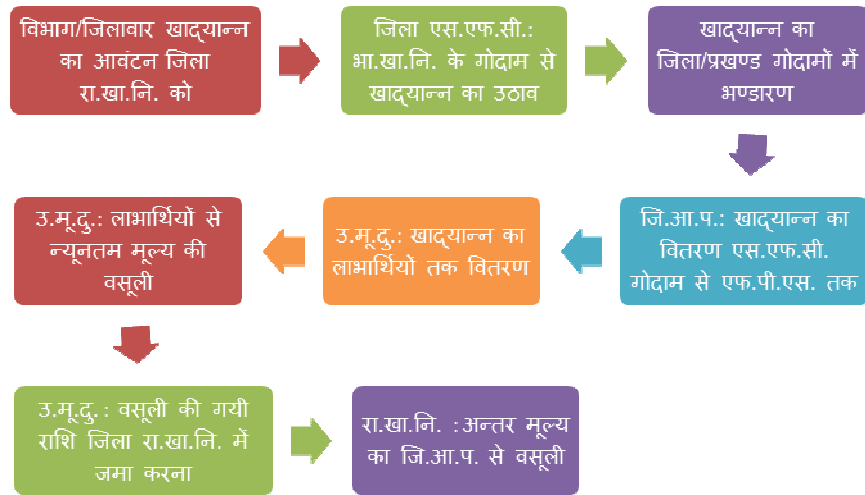 विभाग/जिलावार खाद्यान्न
का आवंटन जिला
रा.खा.नि. को
जिला एस.एफ.सी.:
भा.खा.नि. के गोदाम से
खाद्यान्न का उठाव
खाद्यान्न का
जिला/प्रखण्ड गोदामों में
भण्डारण
जि.आ.प.: खाद्यान्न का
वितरण एस.एफ.सी.
गोदाम से एफ.पी.एस. तक
उ.मू.दु.: खाद्यान्न का
लाभार्थियों तक वितरण
उ.मू.दु.: लाभार्थियों से
न्यूनतम मूल्य की
वसूली
उ.मू.दु.: वसूली की गयी
राशि जिला रा.खा.नि. में
जमा करना
रा.खा.नि. :अन्तर मूल्य
का जि.आ.प. से वसूली